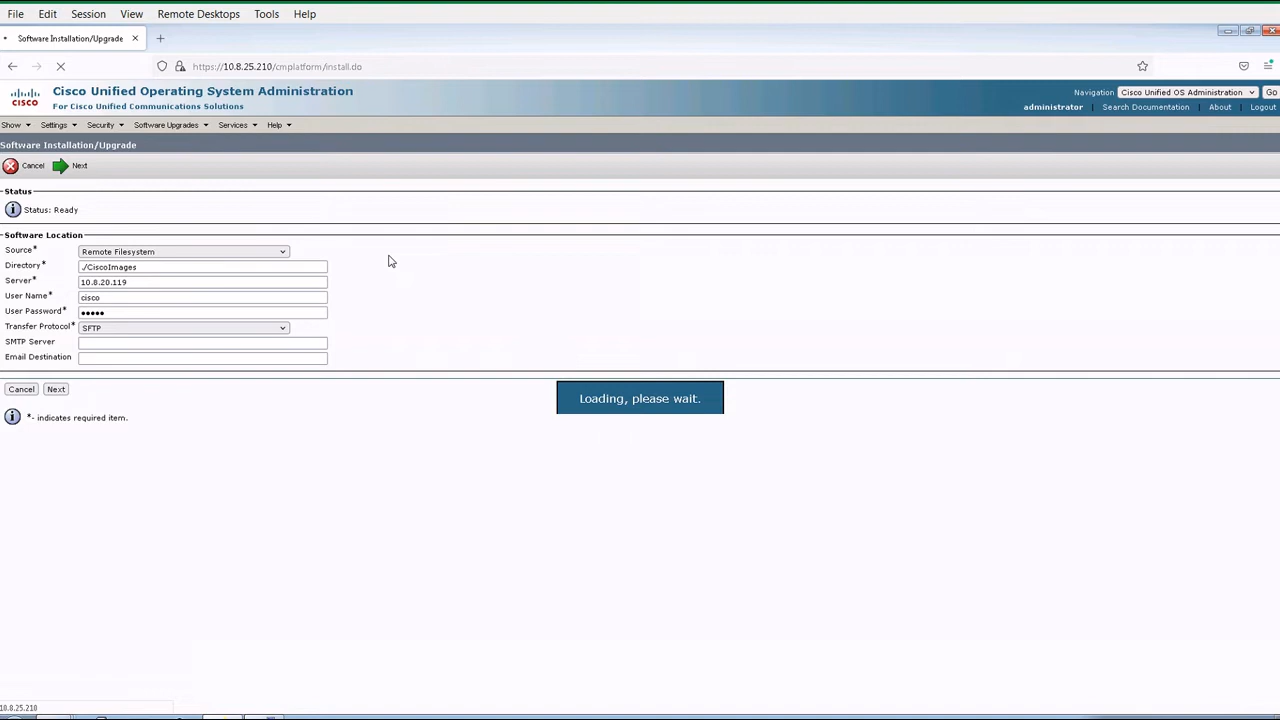 File Edit Session View Remote Desktops Tools Help
Software Installation/Upgrade
https://10.8.25.210/cmplatform/install.do
Cisco Unified Operating System Administration
For Cisco Unified Communications Solutions
Navigation Cisco Unified OS Administration Go
administrator Search Documentation About Logout
CISCO
Show Settings Security Software Upgrades Services Help
Software Installation/Upgrade
Cancel Next
Status
Status: Ready
Software Location
Source* Remote Filesystem
Directory* ./CiscoImages
Server* 10.8.20.119
User Name* cisco
User Password* •••••
Transfer Protocol* SFTP
SMTP Server
Email Destination
Cancel Next
Loading, please wait.
*- indicates required item.
10.8.25.210